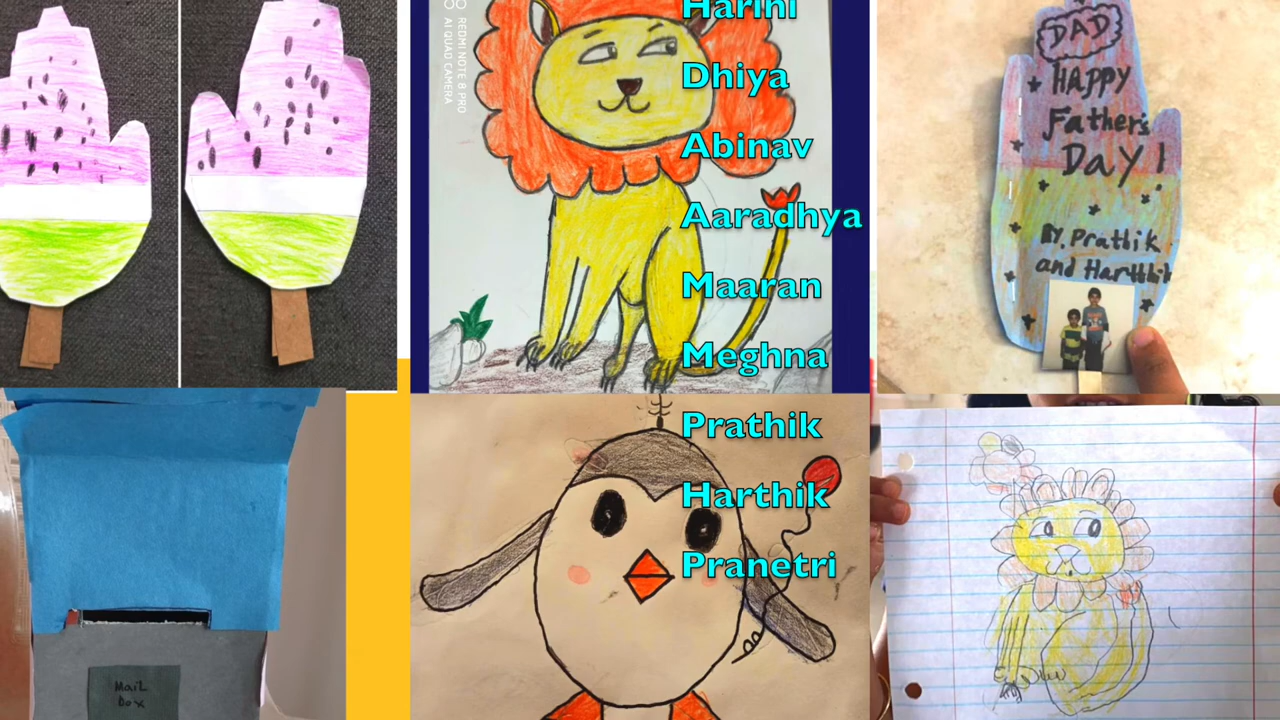 REDMI NOTE 8 PRO
AI QUAD CAMERA
Harini
Dhiya
Abinav
Aaradhya
Maaran
Meghna
Prathik
Harthik
Pranetri
DAD
HAPPY
Father's
DAY!
BY. Prathik
and Harthik
Mail
Box